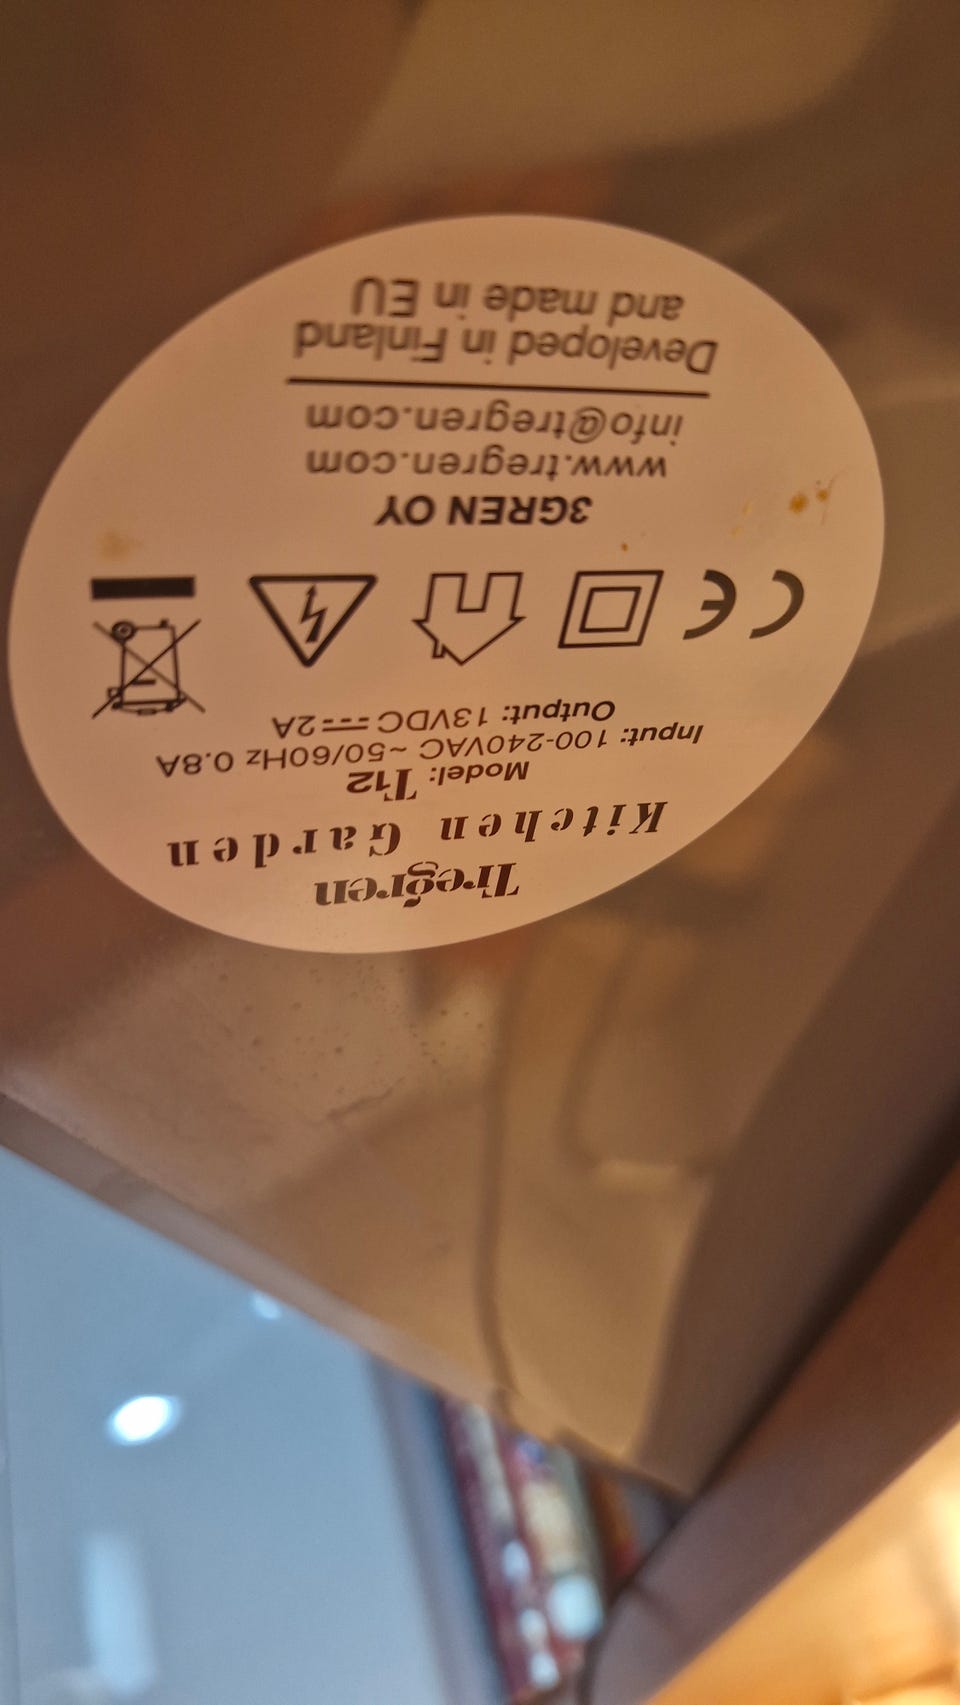 Tregren
Kitchen Garden
Model: T12
Input: 100-240VAC ~50/60Hz 0.8A
Output: 13VDC ⎓ 2A
CE
3GREN OY
www.tregren.com
info@tregren.com
Developed in Finland
and made in EU